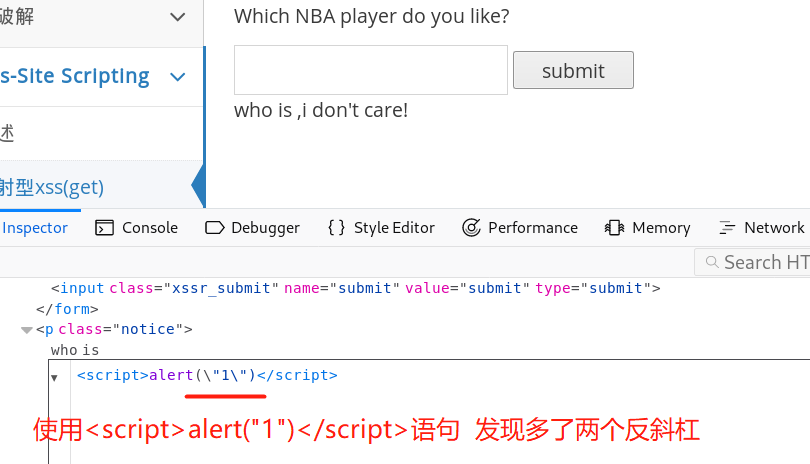 破解
Which NBA player do you like?
s-Site Scripting
submit
who is ,i don't care!
述
射型xss(get)
Inspector Console Debugger {} Style Editor Performance Memory Network
Search HT
<input class="xssr_submit" name="submit" value="submit" type="submit">
</form>
<p class="notice">
who is
<script>alert(\"1\")</script>
使用<script>alert("1")</script>语句 发现多了两个反斜杠